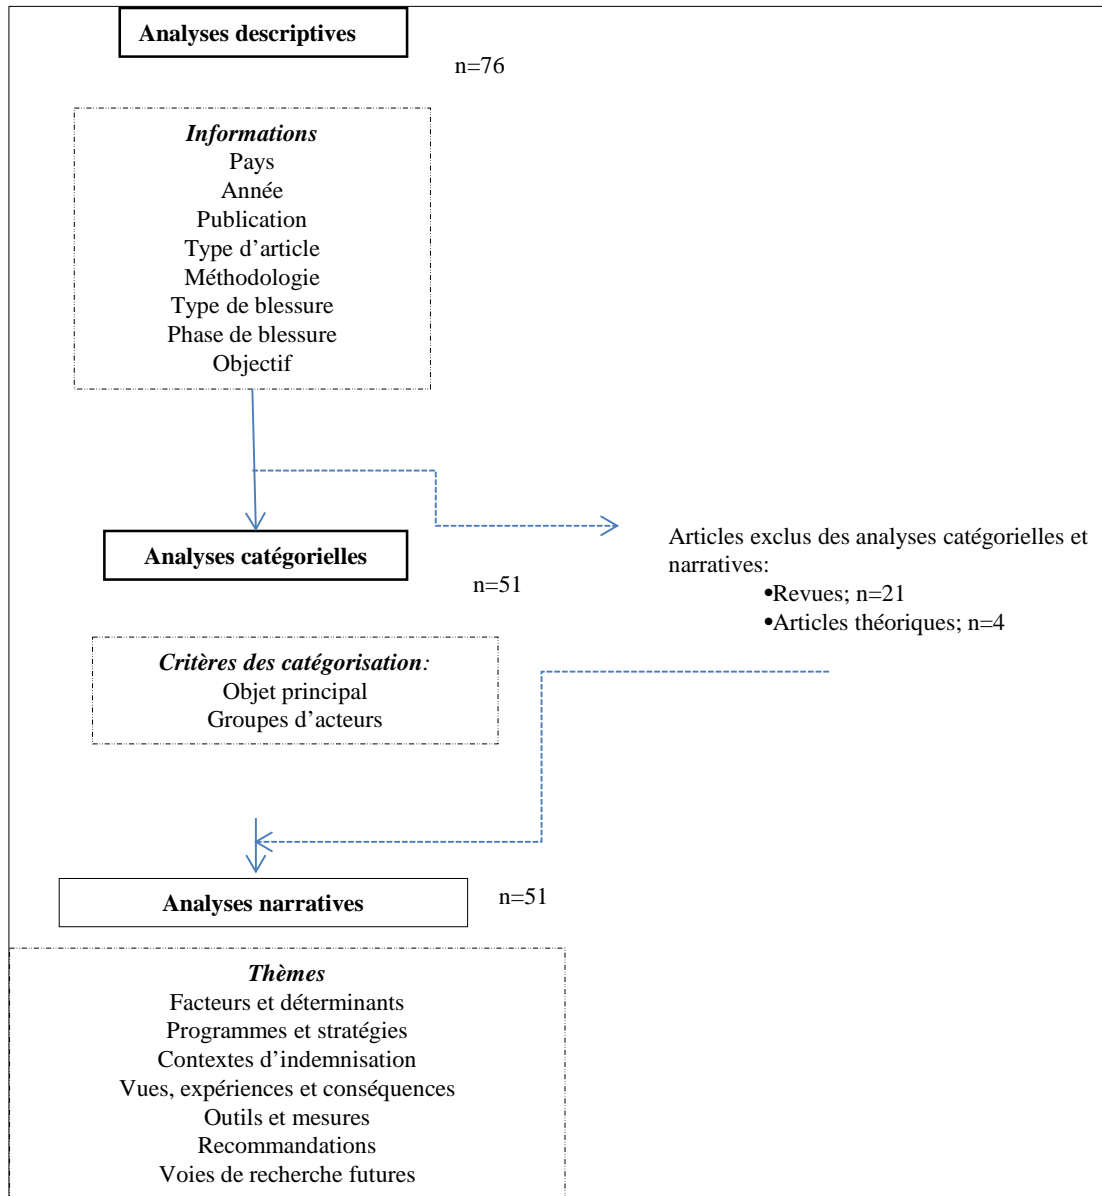 Analyses descriptives
n=76
Informations
Pays
Année
Publication
Type d’article
Méthodologie
Type de blessure
Phase de blessure
Objectif
Analyses catégorielles
n=51
Articles exclus des analyses catégorielles et
narratives:
•Revues; n=21
•Articles théoriques; n=4
Critères des catégorisation:
Objet principal
Groupes d’acteurs
Analyses narratives
n=51
Thèmes
Facteurs et déterminants
Programmes et stratégies
Contextes d’indemnisation
Vues, expériences et conséquences
Outils et mesures
Recommandations
Voies de recherche futures